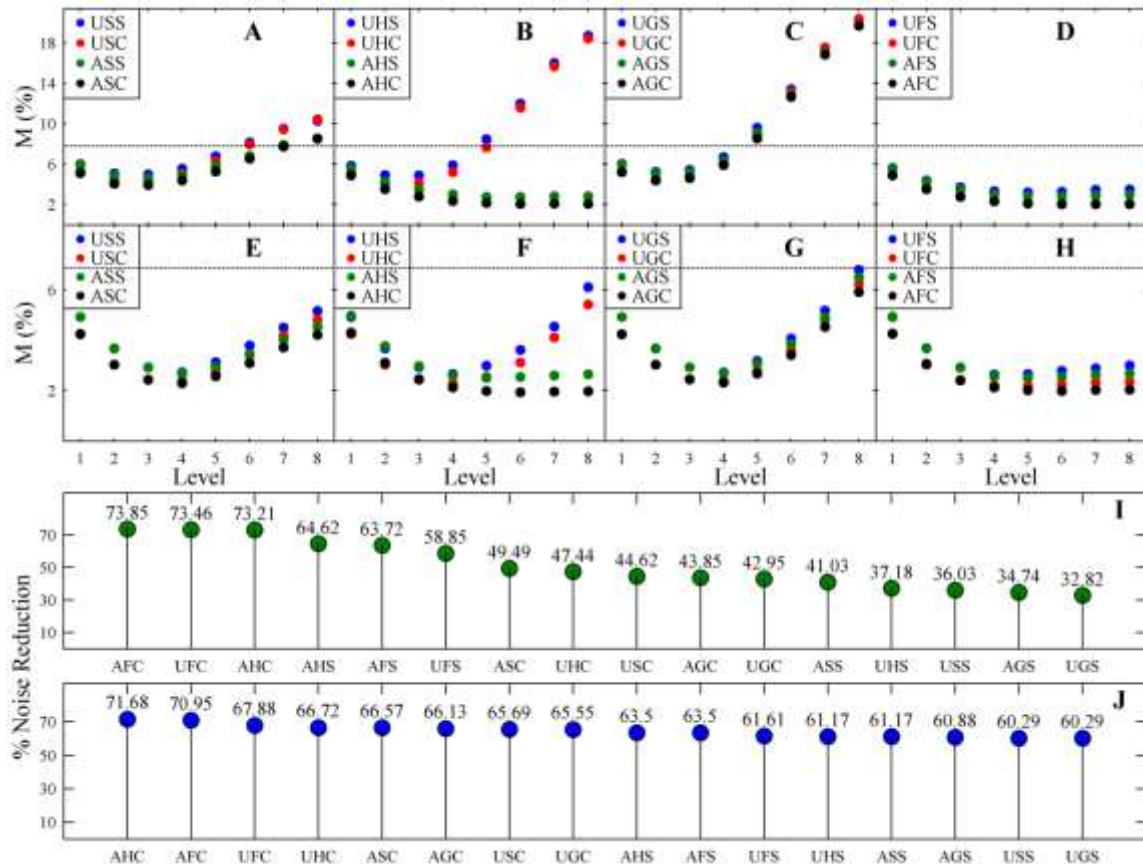 USS
USC
ASS
ASC
A
UHS
UHC
AHS
AHC
B
UGS
UGC
AGS
AGC
C
UFS
UFC
AFS
AFC
D
M (%)
18
14
10
6
2
USS
USC
ASS
ASC
E
UHS
UHC
AHS
AHC
F
UGS
UGC
AGS
AGC
G
UFS
UFC
AFS
AFC
H
M (%)
6
2
1 2 3 4 5 6 7 8 1 2 3 4 5 6 7 8 1 2 3 4 5 6 7 8 1 2 3 4 5 6 7 8
Level Level Level Level
I
73.85 73.46 73.21 64.62 63.72 58.85 49.49 47.44 44.62 43.85 42.95 41.03 37.18 36.03 34.74 32.82
70
50
30
10
AFC UFC AHC AHS AFS UFS ASC UHC USC AGC UGC ASS UHS USS AGS UGS
% Noise Reduction
J
71.68 70.95 67.88 66.72 66.57 66.13 65.69 65.55 63.5 63.5 61.61 61.17 61.17 60.88 60.29 60.29
70
50
30
10
AHC AFC UFC UHC ASC AGC USC UGC AHS AFS UFS UHS ASS AGS USS UGS